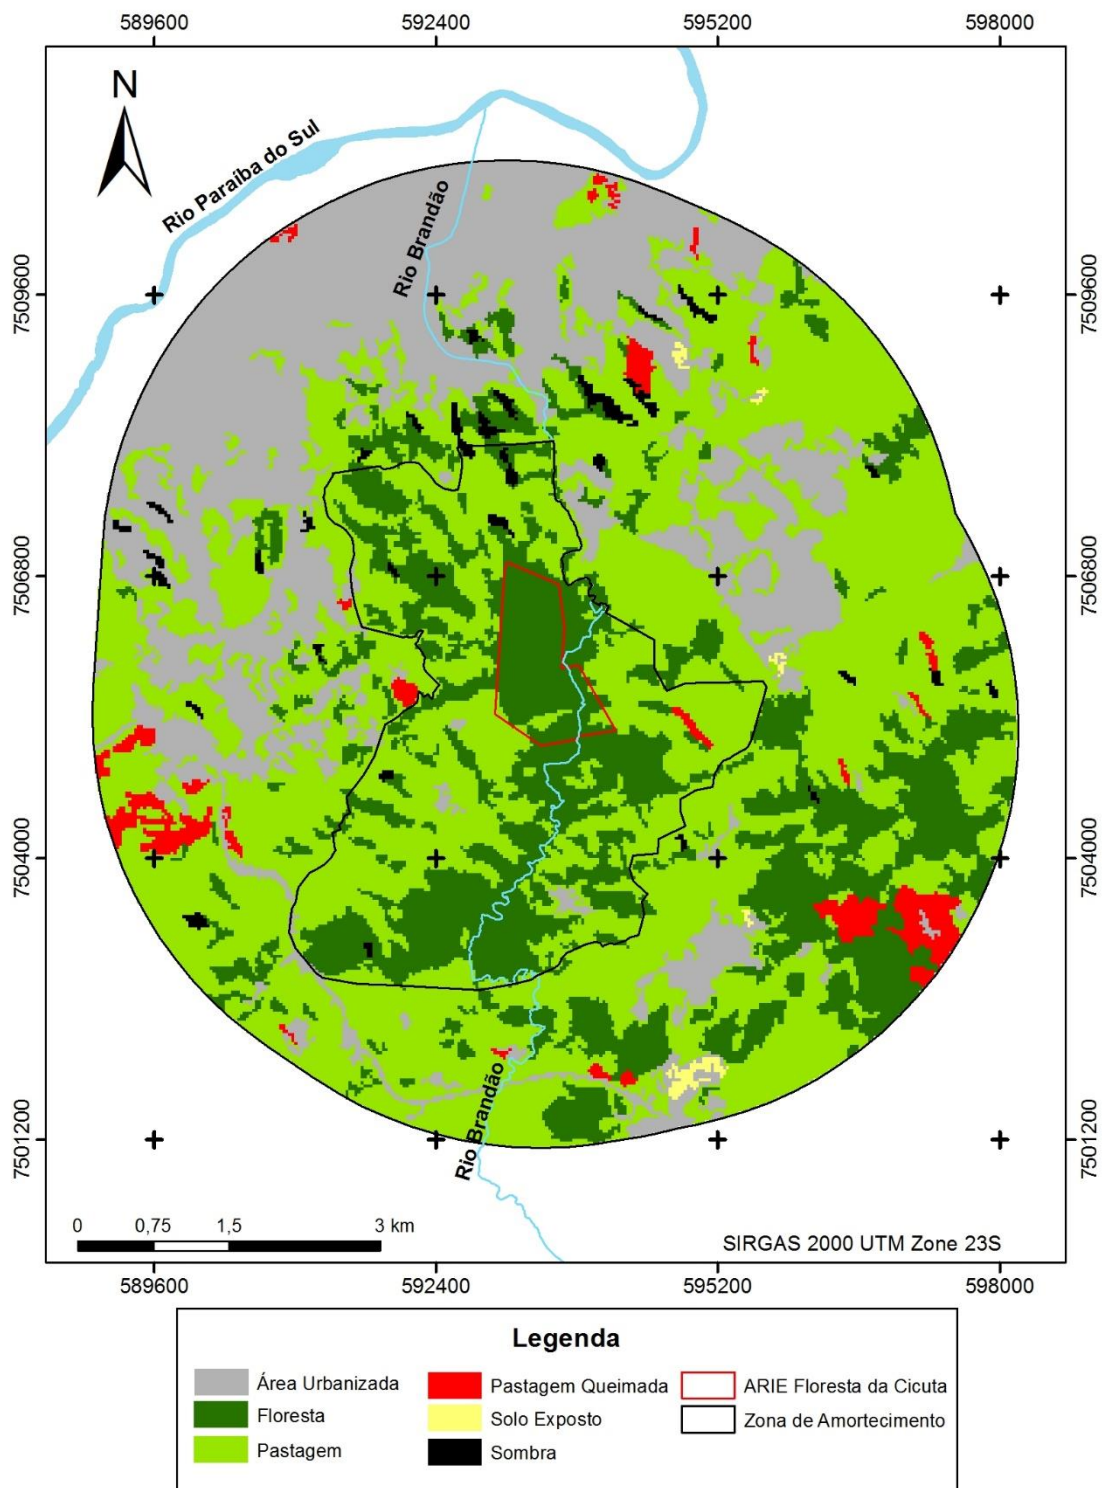 589600 592400 595200 598000
N
Rio Paraíba do Sul
Rio Brandão
7509600 7509600
7506800 7506800
7504000 7504000
7501200 7501200
Rio Brandão
0 0,75 1,5 3 km
SIRGAS 2000 UTM Zone 23S
589600 592400 595200 598000
Legenda
Área Urbanizada Pastagem Queimada ARIE Floresta da Cicuta
Floresta Solo Exposto Zona de Amortecimento
Pastagem Sombra